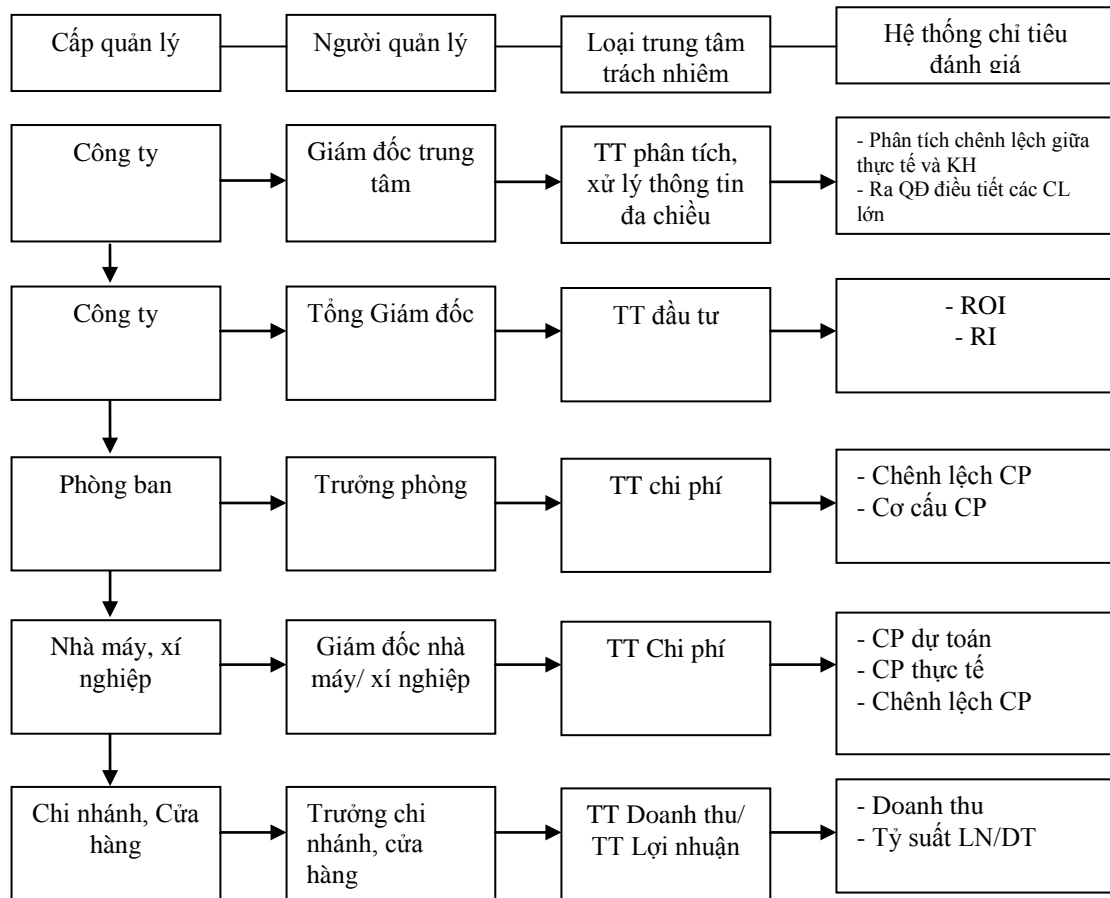 Cấp quản lý
Người quản lý
Loại trung tâm
trách nhiệm
Hệ thống chỉ tiêu
đánh giá
Công ty
Giám đốc trung
tâm
TT phân tích,
xử lý thông tin
đa chiều
- Phân tích chênh lệch giữa
thực tế và KH
- Ra QĐ điều tiết các CL
lớn
Công ty
Tổng Giám đốc
TT đầu tư
- ROI
- RI
Phòng ban
Trưởng phòng
TT chi phí
- Chênh lệch CP
- Cơ cấu CP
Nhà máy, xí
nghiệp
Giám đốc nhà
máy/ xí nghiệp
TT Chi phí
- CP dự toán
- CP thực tế
- Chênh lệch CP
Chi nhánh, Cửa
hàng
Trưởng chi
nhánh, cửa
hàng
TT Doanh thu/
TT Lợi nhuận
- Doanh thu
- Tỷ suất LN/DT